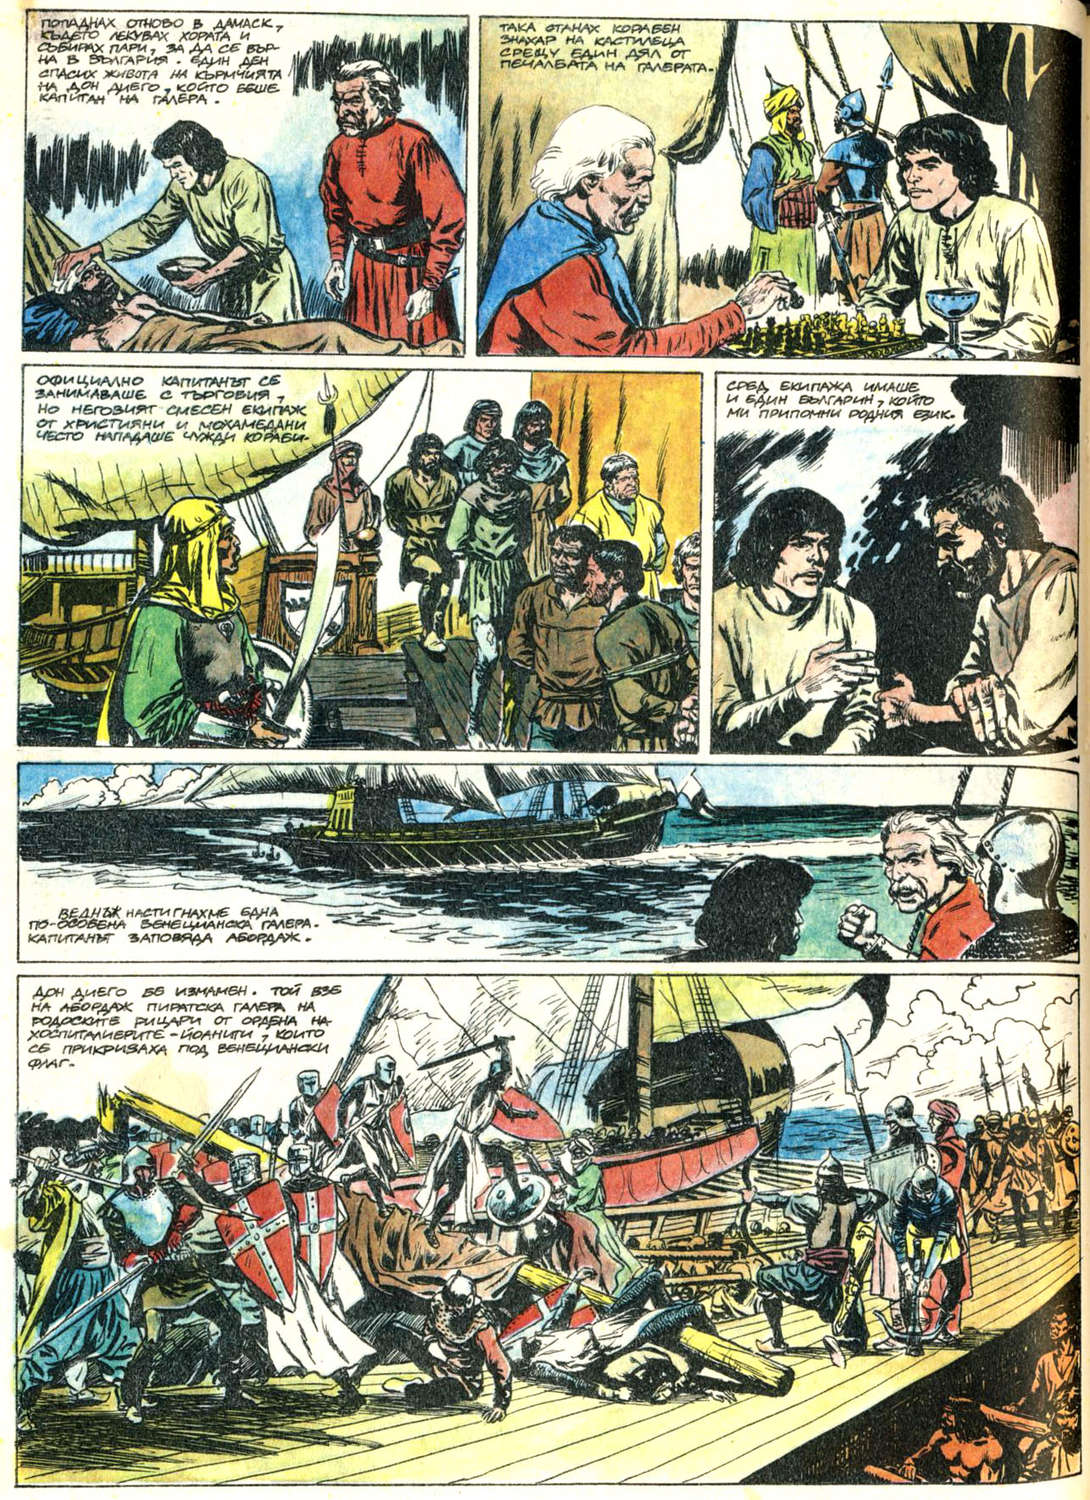 ПОПАДНАХ ОТНОВО В ДАМАСК,
КЪДЕТО ЛЕКУВАХ ХОРАТА И
СЪБИРАХ ПАРИ, ЗА ДА СЕ ВЪР-
НА В БЪЛГАРИЯ. ЕДИН ДЕН
СПАСИХ ЖИВОТА НА КЪРМЧИЯТА
НА ДОН ДИЕГО, КОЙТО БЕШЕ
КАПИТАН НА ГАЛЕРА.
ТАКА СТАНАХ КОРАБЕН
ЗНАХАР НА КАСТИЛЕЦА
СРЕЩУ ЕДИН ДЯЛ ОТ
ПЕЧАЛБАТА НА ГАЛЕРАТА.
ОФИЦИАЛНО КАПИТАНЪТ СЕ
ЗАНИМАВАШЕ С ТЪРГОВИЯ,
НО НЕГОВИЯТ СМЕСЕН ЕКИПАЖ
ОТ ХРИСТИЯНИ И МОХАМЕДАНИ
ЧЕСТО НАПАДАШЕ ЧУЖДИ КОРАБИ.
СРЕД ЕКИПАЖА ИМАШЕ
И ЕДИН БЪЛГАРИН, КОЙТО
МИ ПРИПОМНИ РОДНИЯ ЕЗИК.
ВЕДНЪЖ НАСТИГНАХМЕ ЕДНА
ПО-ОСОБЕНА ВЕНЕЦИАНСКА ГАЛЕРА.
КАПИТАНЪТ ЗАПОВЯДА АБОРДАЖ.
ДОН ДИЕГО БЕ ИЗМАМЕН. ТОЙ ВЗЕ
НА АБОРДАЖ ПИРАТСКА ГАЛЕРА НА
РОДОСКИТЕ РИЦАРИ ОТ ОРДЕНА НА
ХОСПИТАЛИЕРИТЕ-ЙОАНИТИ, КОИТО
СЕ ПРИКРИВАХА ПОД ВЕНЕЦИАНСКИ
ФЛАГ.